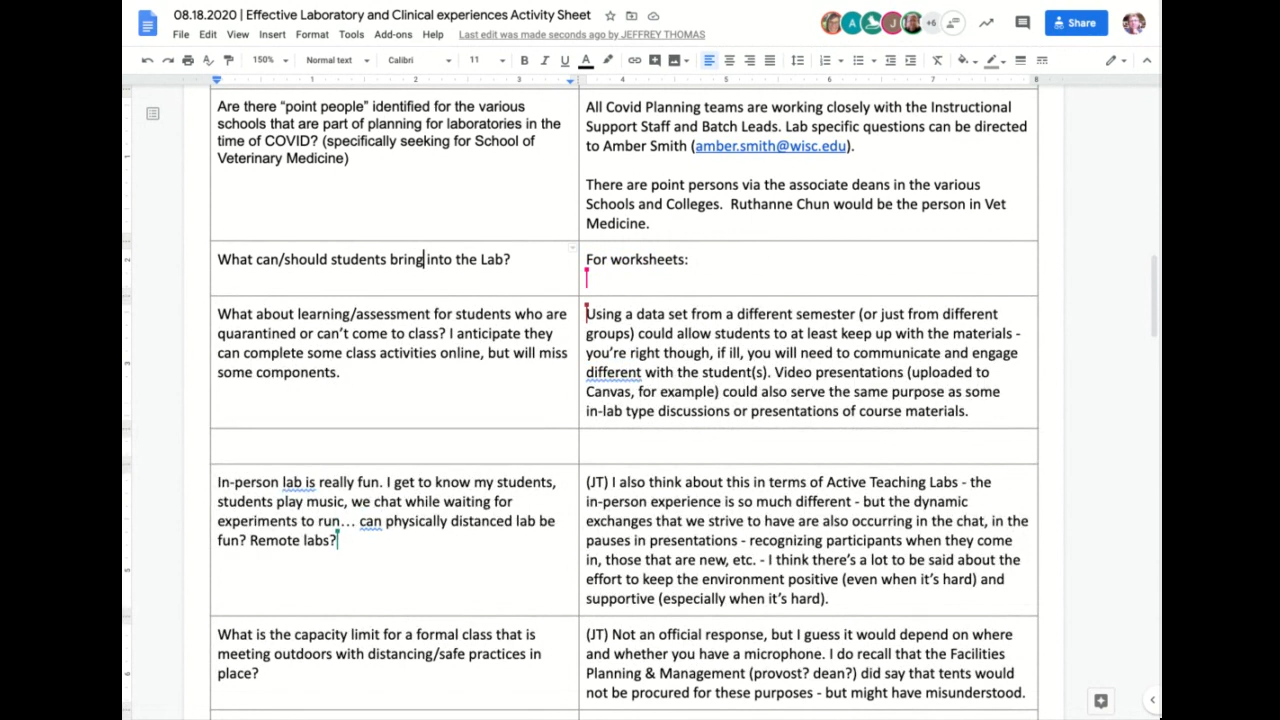 08.18.2020 | Effective Laboratory and Clinical experiences Activity Sheet
A
J
+6
Share
File Edit View Insert Format Tools Add-ons Help Last edit was made seconds ago by JEFFREY THOMAS
150% Normal text Calibri 11 B I U A
1 2 3 4 5 6 7 8
Are there “point people” identified for the various
schools that are part of planning for laboratories in the
time of COVID? (specifically seeking for School of
Veterinary Medicine)
All Covid Planning teams are working closely with the Instructional
Support Staff and Batch Leads. Lab specific questions can be directed
to Amber Smith (amber.smith@wisc.edu).
There are point persons via the associate deans in the various
Schools and Colleges.  Ruthanne Chun would be the person in Vet
Medicine.
What can/should students bring into the Lab?
For worksheets:
What about learning/assessment for students who are
quarantined or can’t come to class? I anticipate they
can complete some class activities online, but will miss
some components.
Using a data set from a different semester (or just from different
groups) could allow students to at least keep up with the materials -
you’re right though, if ill, you will need to communicate and engage
different with the student(s). Video presentations (uploaded to
Canvas, for example) could also serve the same purpose as some
in-lab type discussions or presentations of course materials.
In-person lab is really fun. I get to know my students,
students play music, we chat while waiting for
experiments to run… can physically distanced lab be
fun? Remote labs?
(JT) I also think about this in terms of Active Teaching Labs - the
in-person experience is so much different - but the dynamic
exchanges that we strive to have are also occurring in the chat, in the
pauses in presentations - recognizing participants when they come
in, those that are new, etc. - I think there’s a lot to be said about the
effort to keep the environment positive (even when it’s hard) and
supportive (especially when it’s hard).
What is the capacity limit for a formal class that is
meeting outdoors with distancing/safe practices in
place?
(JT) Not an official response, but I guess it would depend on where
and whether you have a microphone. I do recall that the Facilities
Planning & Management (provost? dean?) did say that tents would
not be procured for these purposes - but might have misunderstood.